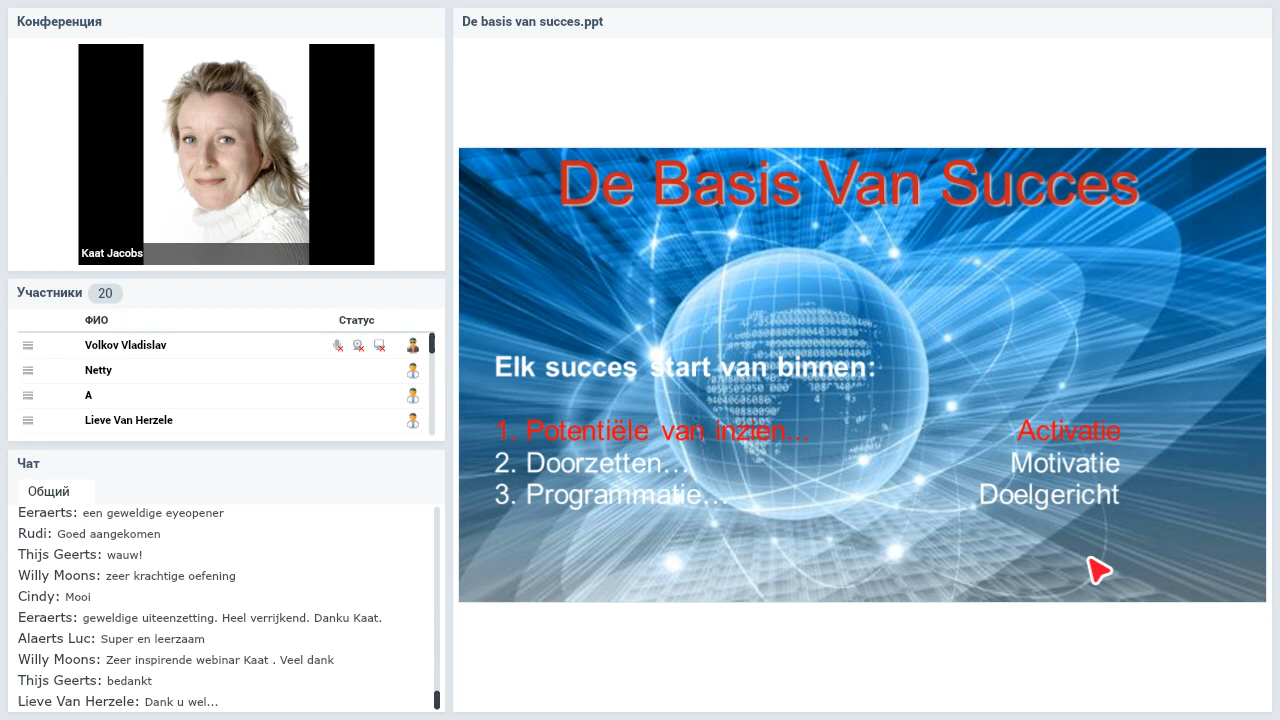 Конференция
Kaat Jacobs
Участники 20
ФИО Статус
Volkov Vladislav
Netty
A
Lieve Van Herzele
Чат
Общий
Eeraerts: een geweldige eyeopener
Rudi: Goed aangekomen
Thijs Geerts: wauw!
Willy Moons: zeer krachtige oefening
Cindy: Mooi
Eeraerts: geweldige uiteenzetting. Heel verrijkend. Danku Kaat.
Alaerts Luc: Super en leerzaam
Willy Moons: Zeer inspirende webinar Kaat . Veel dank
Thijs Geerts: bedankt
Lieve Van Herzele: Dank u wel...
De basis van succes.ppt
De Basis Van Succes
Elk succes start van binnen:
1. Potentiële van inzien... Activatie
2. Doorzetten... Motivatie
3. Programmatie... Doelgericht